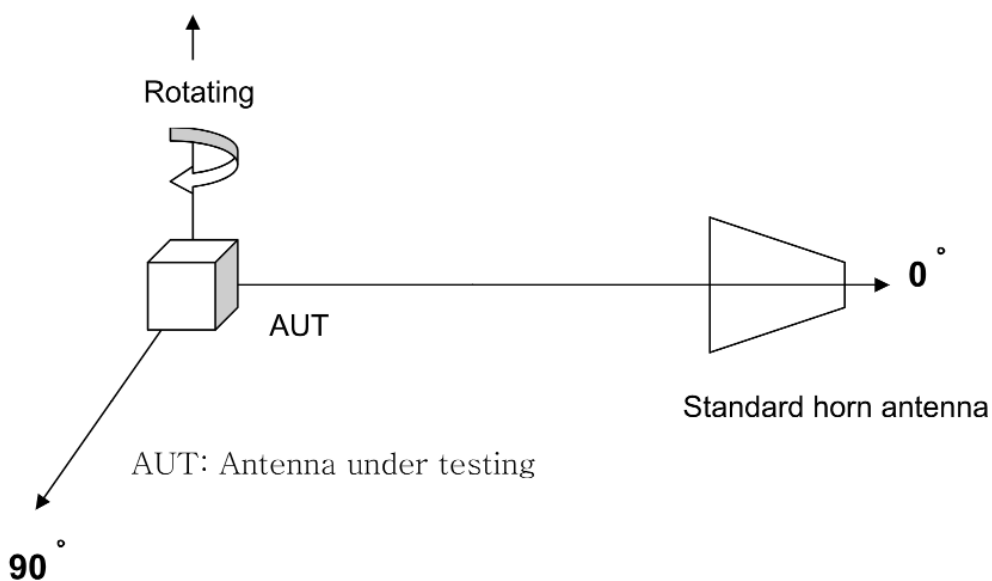 Rotating
0°
AUT
Standard horn antenna
AUT: Antenna under testing
90°